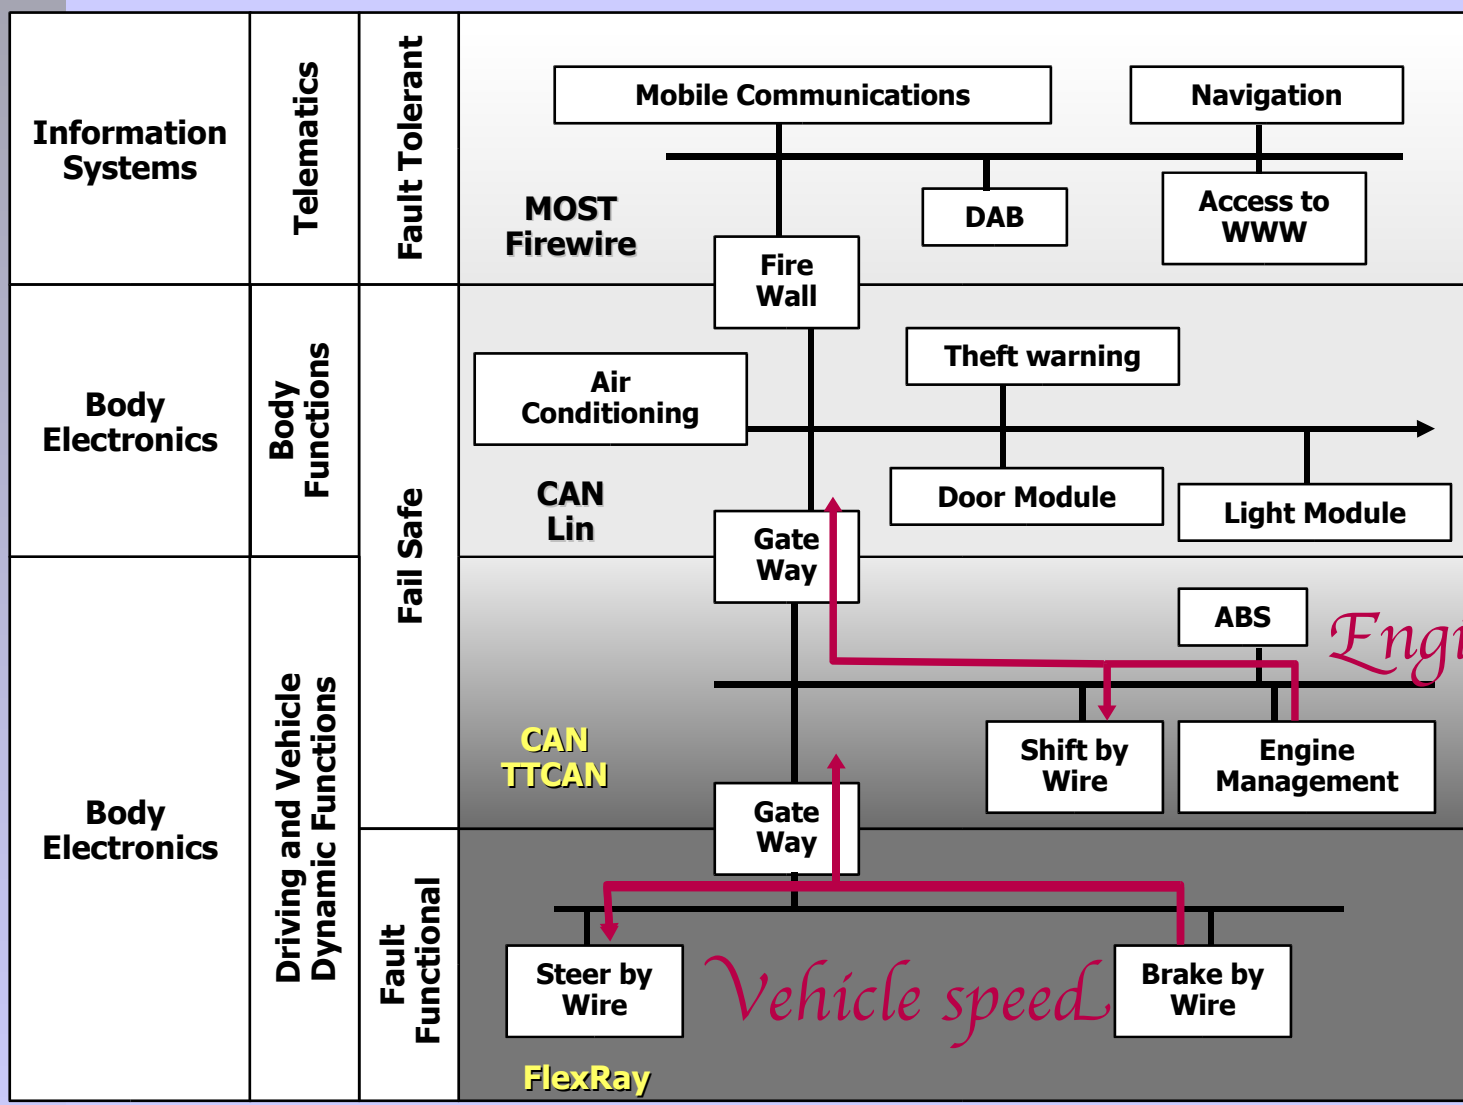 Information
Systems
Telematics
Fault Tolerant
Mobile Communications
Navigation
MOST
Firewire
DAB
Access to
WWW
Fire
Wall
Body
Electronics
Body
Functions
Fail Safe
Air
Conditioning
Theft warning
CAN
Lin
Door Module
Light Module
Gate
Way
Body
Electronics
Driving and Vehicle
Dynamic Functions
ABS
CAN
TTCAN
Shift by
Wire
Engine
Management
Gate
Way
Fault
Functional
Steer by
Wire
Vehicle speed
Brake by
Wire
FlexRay